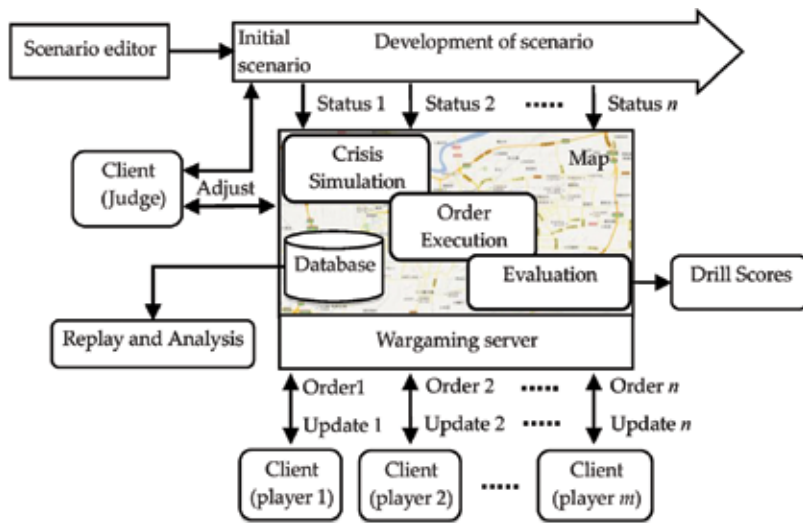 Scenario editor
Initial
scenario
Development of scenario
Status 1
Status 2
.....
Status n
Client
(Judge)
Adjust
Crisis
Simulation
Map
Order
Execution
Database
Evaluation
Drill Scores
Replay and Analysis
Wargaming server
Order1
Order 2
.....
Order n
Update 1
Update 2
.....
Update n
Client
(player 1)
Client
(player 2)
.....
Client
(player m)